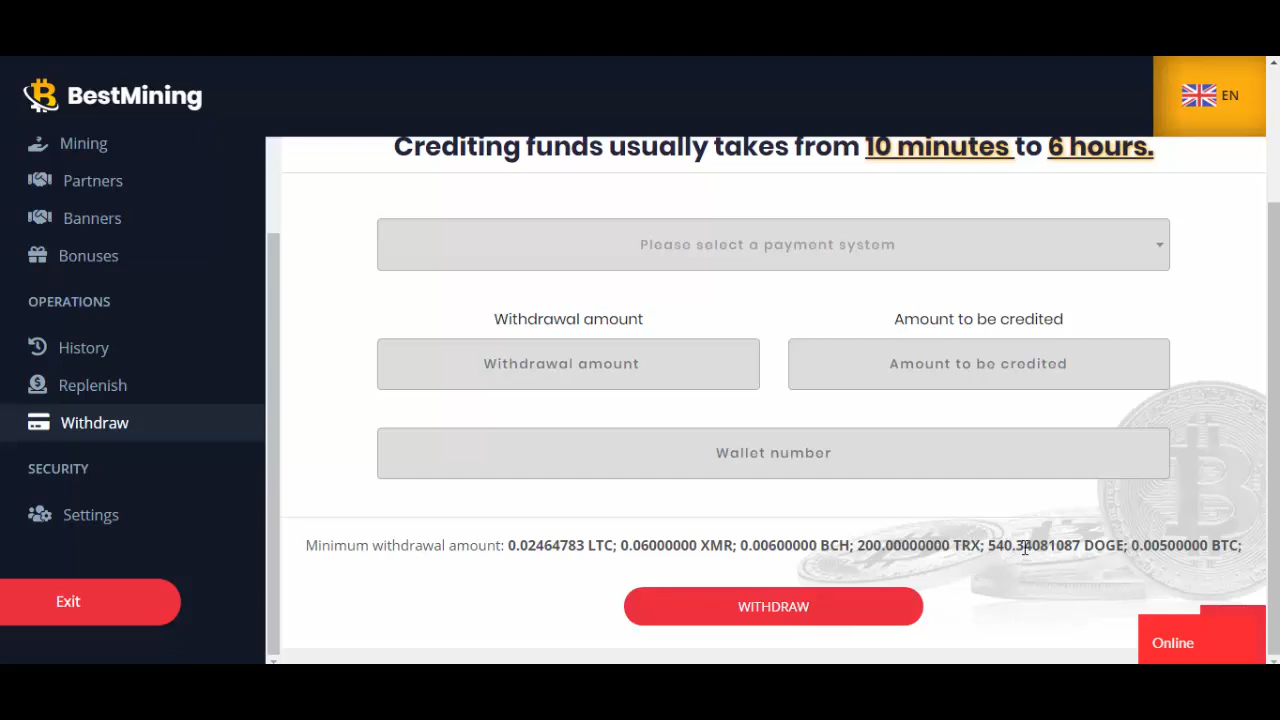 BestMining
EN
Mining
Partners
Banners
Bonuses
OPERATIONS
History
Replenish
Withdraw
SECURITY
Settings
Exit
Crediting funds usually takes from 10 minutes to 6 hours.
Please select a payment system
Withdrawal amount
Amount to be credited
Withdrawal amount
Amount to be credited
Wallet number
Minimum withdrawal amount: 0.02464783 LTC; 0.06000000 XMR; 0.00600000 BCH; 200.00000000 TRX; 540.34081087 DOGE; 0.00500000 BTC;
WITHDRAW
Online